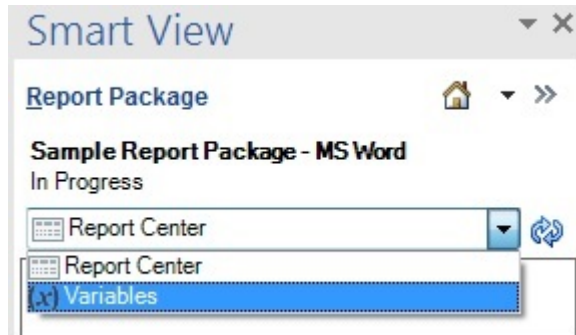 Smart View
Report Package
Sample Report Package - MS Word
In Progress
Report Center
Report Center
(x) Variables